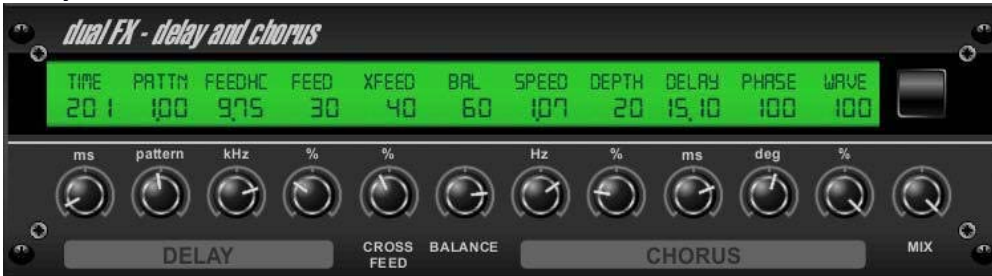 dual FX - delay and chorus
TIME PATTN FEEDHC FEED XFEED BAL SPEED DEPTH DELAY PHASE WAVE
201 1,00 9,75 30 40 60 1,07 20 15,10 100 100
ms pattern kHz % % Hz % ms deg %
DELAY CROSS FEED BALANCE CHORUS MIX